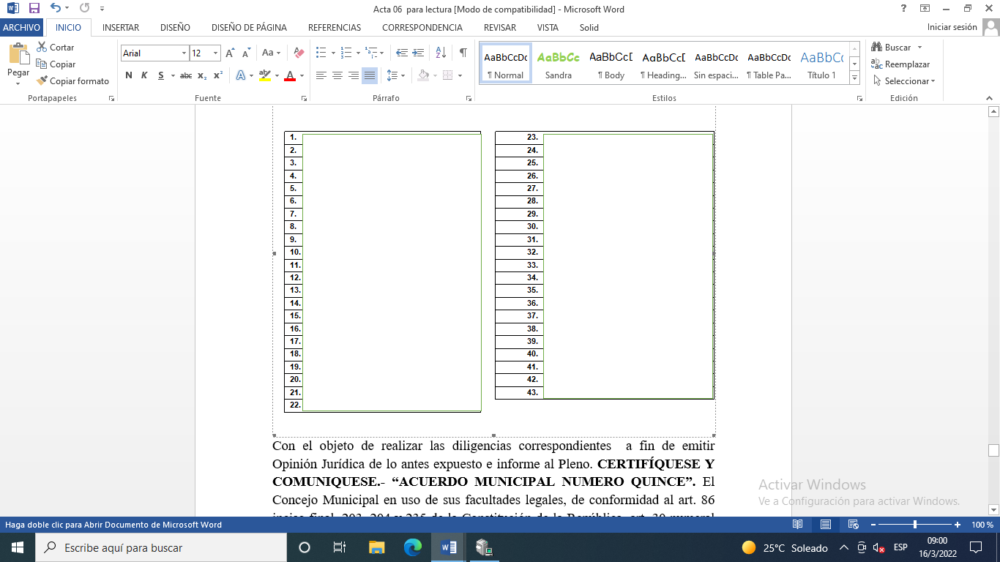 Acta 06 para lectura [Modo de compatibilidad] - Microsoft Word
ARCHIVO INICIO INSERTAR DISEÑO DISEÑO DE PÁGINA REFERENCIAS CORRESPONDENCIA REVISAR VISTA Solid Iniciar sesión
Pegar
Cortar
Copiar
Copiar formato
Portapapeles
Arial 12
N K S abc x₂ x²
Fuente
Párrafo
AaBbCcDc AaBbCc AaBbCcD AaBbCcD AaBbCcDc AaBbCcDc AaBbCc
¶ Normal Sandra ¶ Body ¶ Heading... Sin espaci... ¶ Table Pa... Título 1
Estilos
Buscar
Reemplazar
Seleccionar
Edición
1.
2.
3.
4.
5.
6.
7.
8.
9.
10.
11.
12.
13.
14.
15.
16.
17.
18.
19.
20.
21.
22.
23.
24.
25.
26.
27.
28.
29.
30.
31.
32.
33.
34.
35.
36.
37.
38.
39.
40.
41.
42.
43.
Con el objeto de realizar las diligencias correspondientes a fin de emitir
Opinión Jurídica de lo antes expuesto e informe al Pleno. CERTIFÍQUESE Y
COMUNIQUESE.- “ACUERDO MUNICIPAL NUMERO QUINCE”. El
Concejo Municipal en uso de sus facultades legales, de conformidad al art. 86
inciso final, 203, 204 y 235 de la Constitución de la República, art. 30 numeral
Activar Windows
Ve a Configuración para activar Windows.
Haga doble clic para Abrir Documento de Microsoft Word
100 %
Escribe aquí para buscar
25°C Soleado
ESP
09:00
16/3/2022